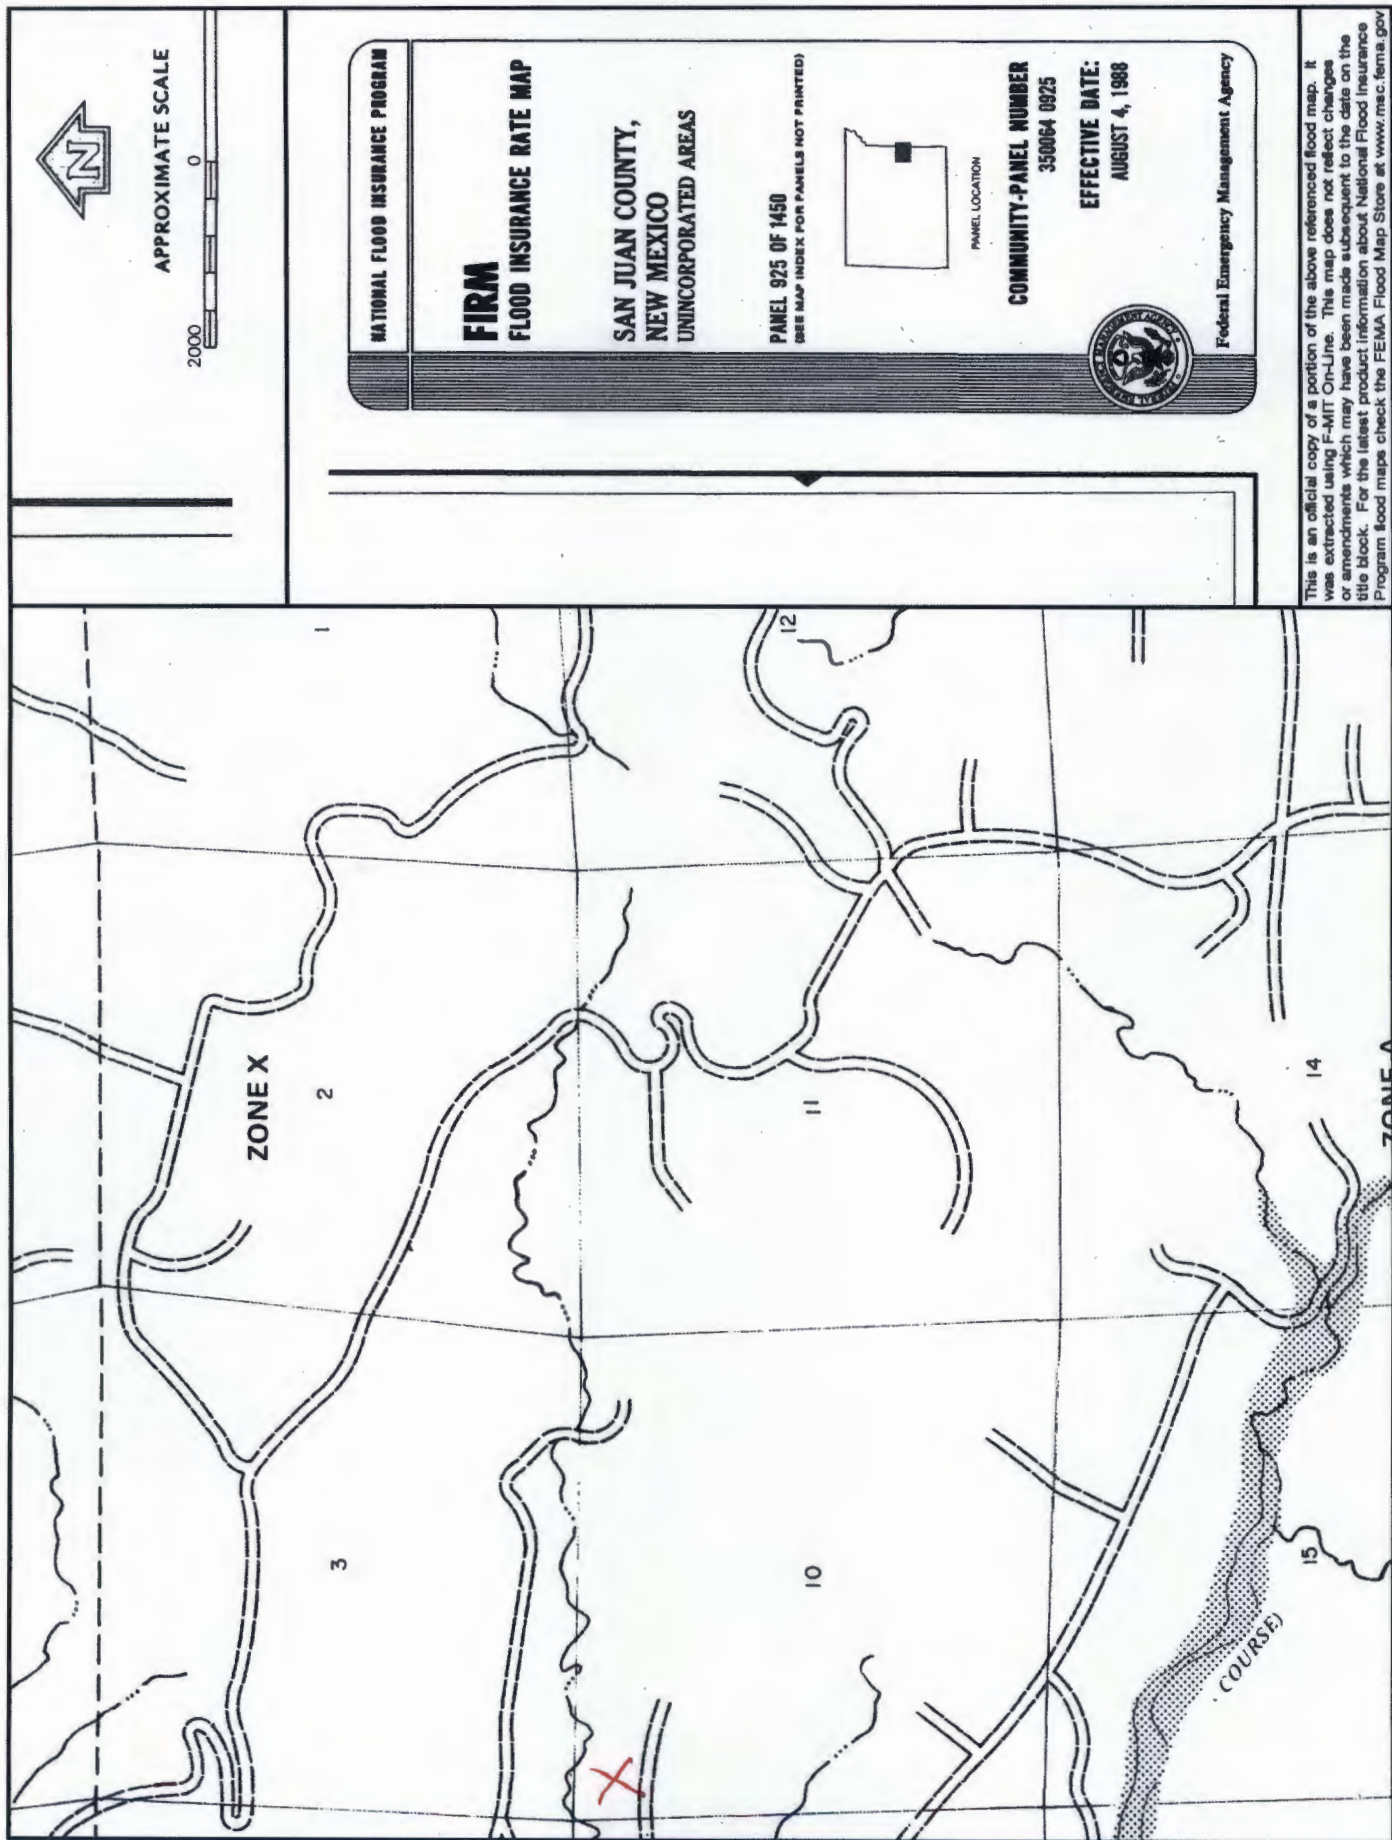 APPROXIMATE SCALE
2000
0
N
NATIONAL FLOOD INSURANCE PROGRAM
FIRM
FLOOD INSURANCE RATE MAP
SAN JUAN COUNTY,
NEW MEXICO
UNINCORPORATED AREAS
PANEL 925 OF 1450
(SEE MAP INDEX FOR PANELS NOT PRINTED)
PANEL LOCATION
COMMUNITY-PANEL NUMBER
350064 0925
EFFECTIVE DATE:
AUGUST 4, 1988
Federal Emergency Management Agency
This is an official copy of a portion of the above referenced flood map. It
was extracted using F-MIT On-Line. This map does not reflect changes
or amendments which may have been made subsequent to the date on the
title block. For the latest product information about National Flood Insurance
Program flood maps check the FEMA Flood Map Store at www.msc.fema.gov
1
12
ZONE X
2
11
14
ZONE A
3
10
15
COURSE)
X